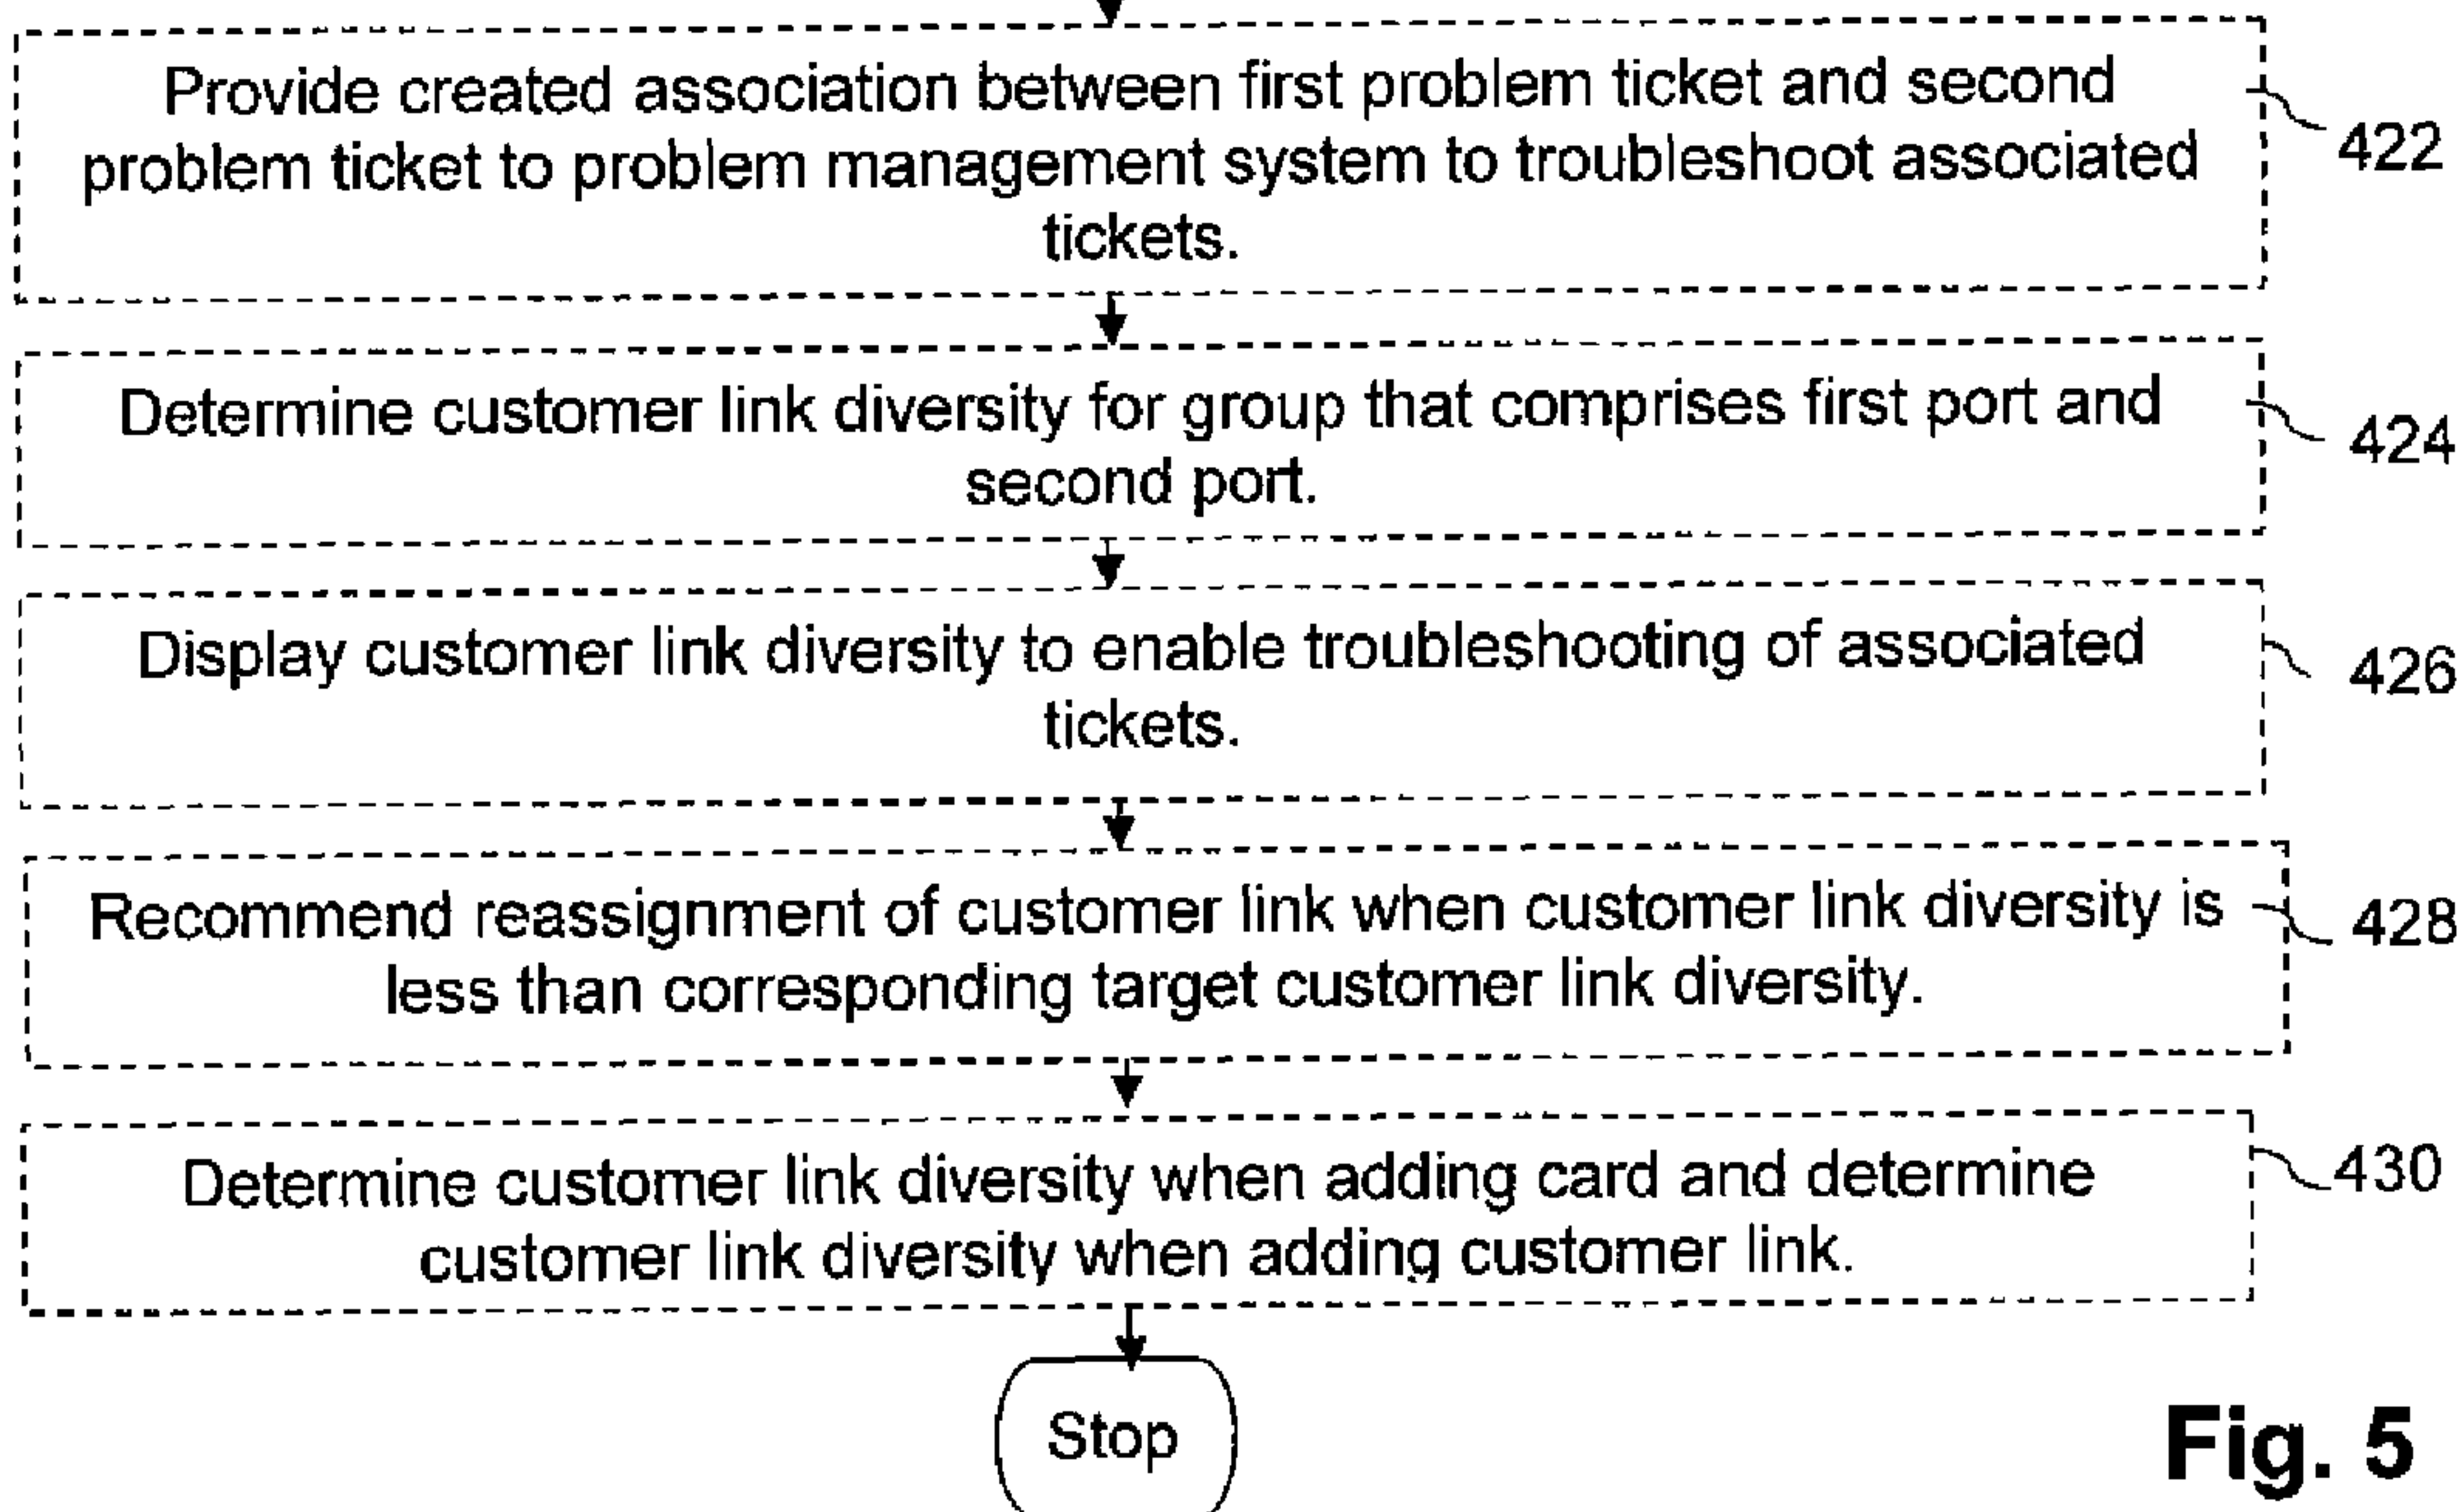 Provide created association between first problem ticket and second
problem ticket to problem management system to troubleshoot associated
tickets.
422
Determine customer link diversity for group that comprises first port and
second port.
424
Display customer link diversity to enable troubleshooting of associated
tickets.
426
Recommend reassignment of customer link when customer link diversity is
less than corresponding target customer link diversity.
428
Determine customer link diversity when adding card and determine
customer link diversity when adding customer link.
430
Stop
Fig. 5